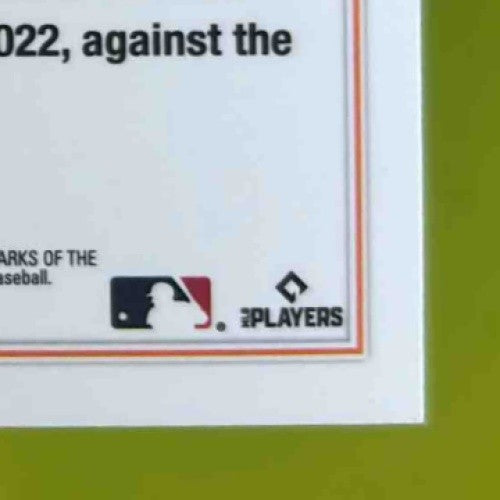 022, against the
ARKS OF THE
aseball.
PLAYERS